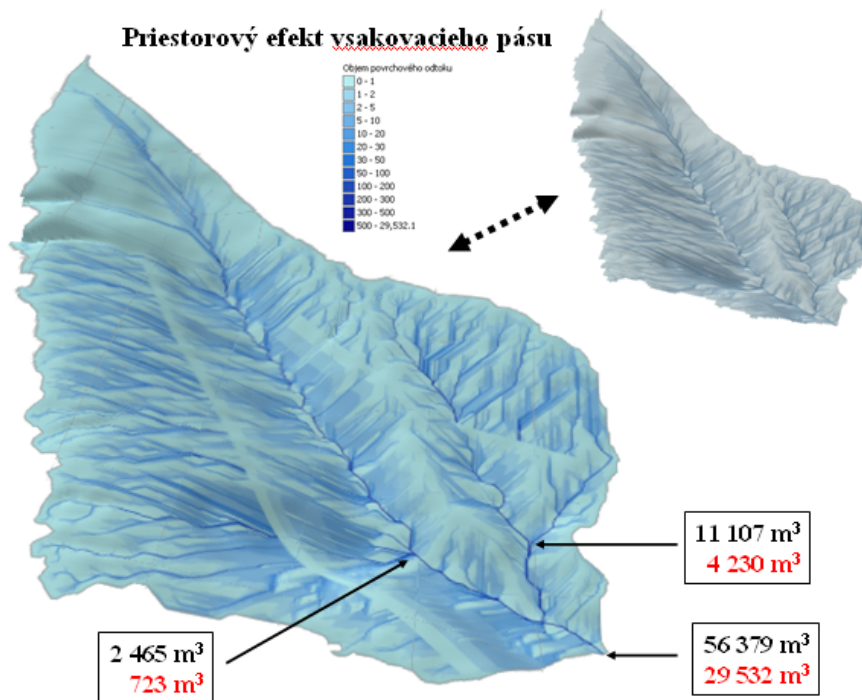 Priestorový efekt vsakovacieho pásu
Objem povrchového odtoku
0 - 1
1 - 2
2 - 5
5 - 10
10 - 20
20 - 30
30 - 50
50 - 100
100 - 200
200 - 300
300 - 500
500 - 29,532.1
11 107 m³
4 230 m³
2 465 m³
723 m³
56 379 m³
29 532 m³